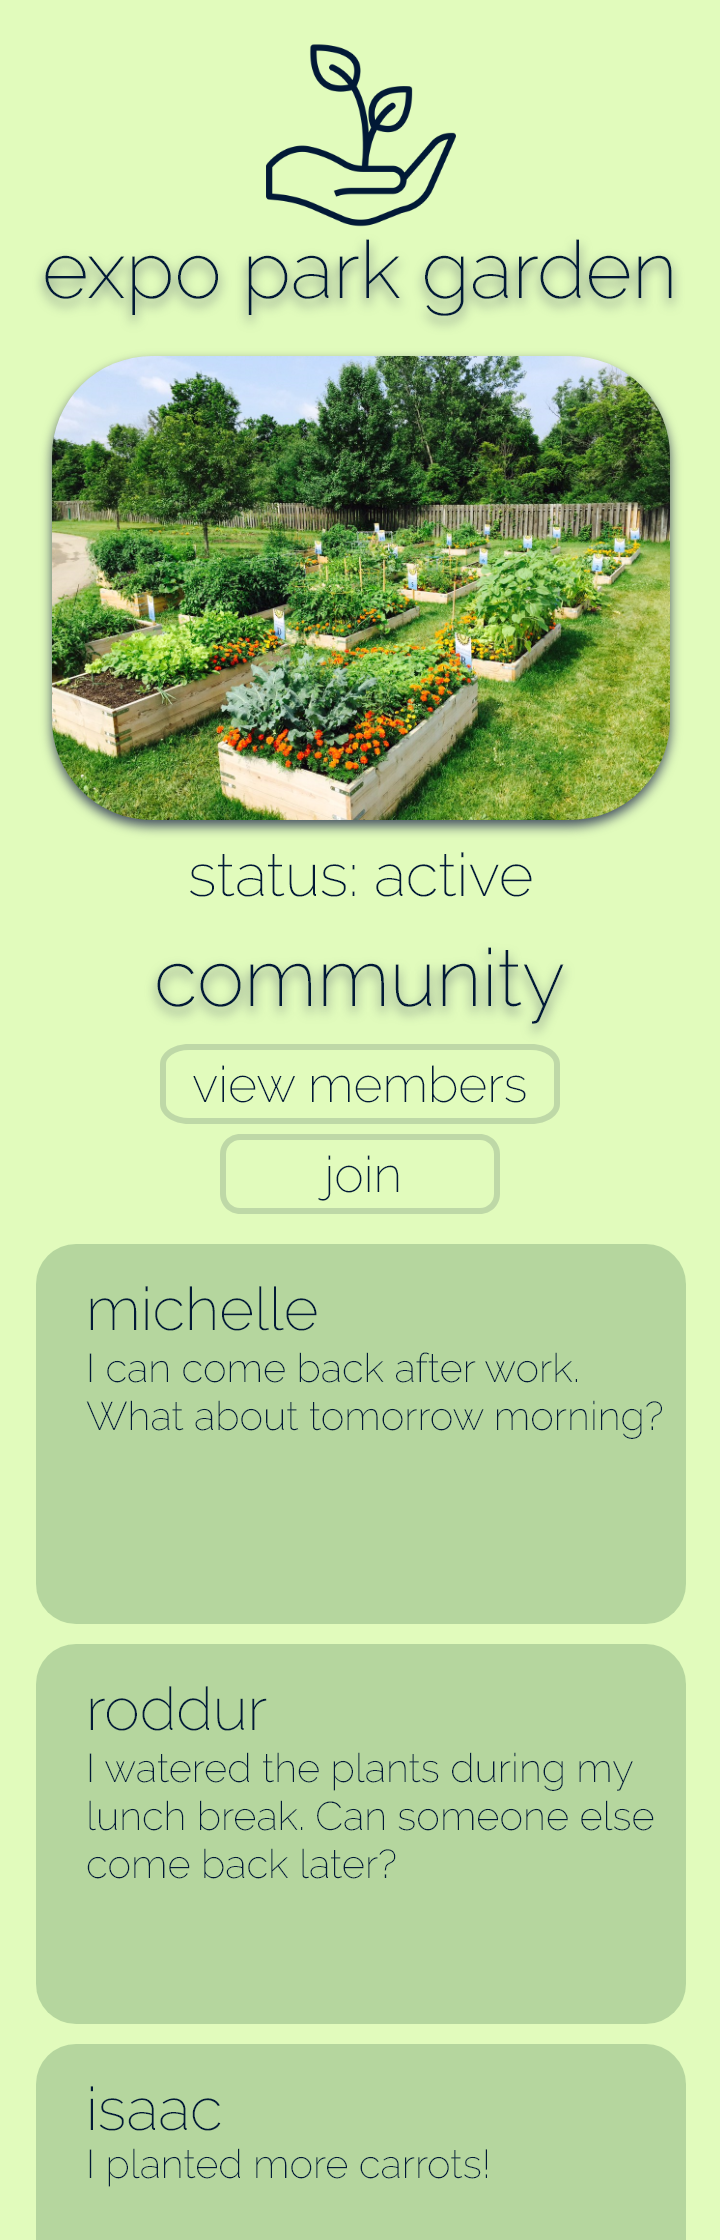 expo park garden
status: active
community
view members
join
michelle
I can come back after work.
What about tomorrow morning?
roddur
I watered the plants during my
lunch break. Can someone else
come back later?
isaac
I planted more carrots!